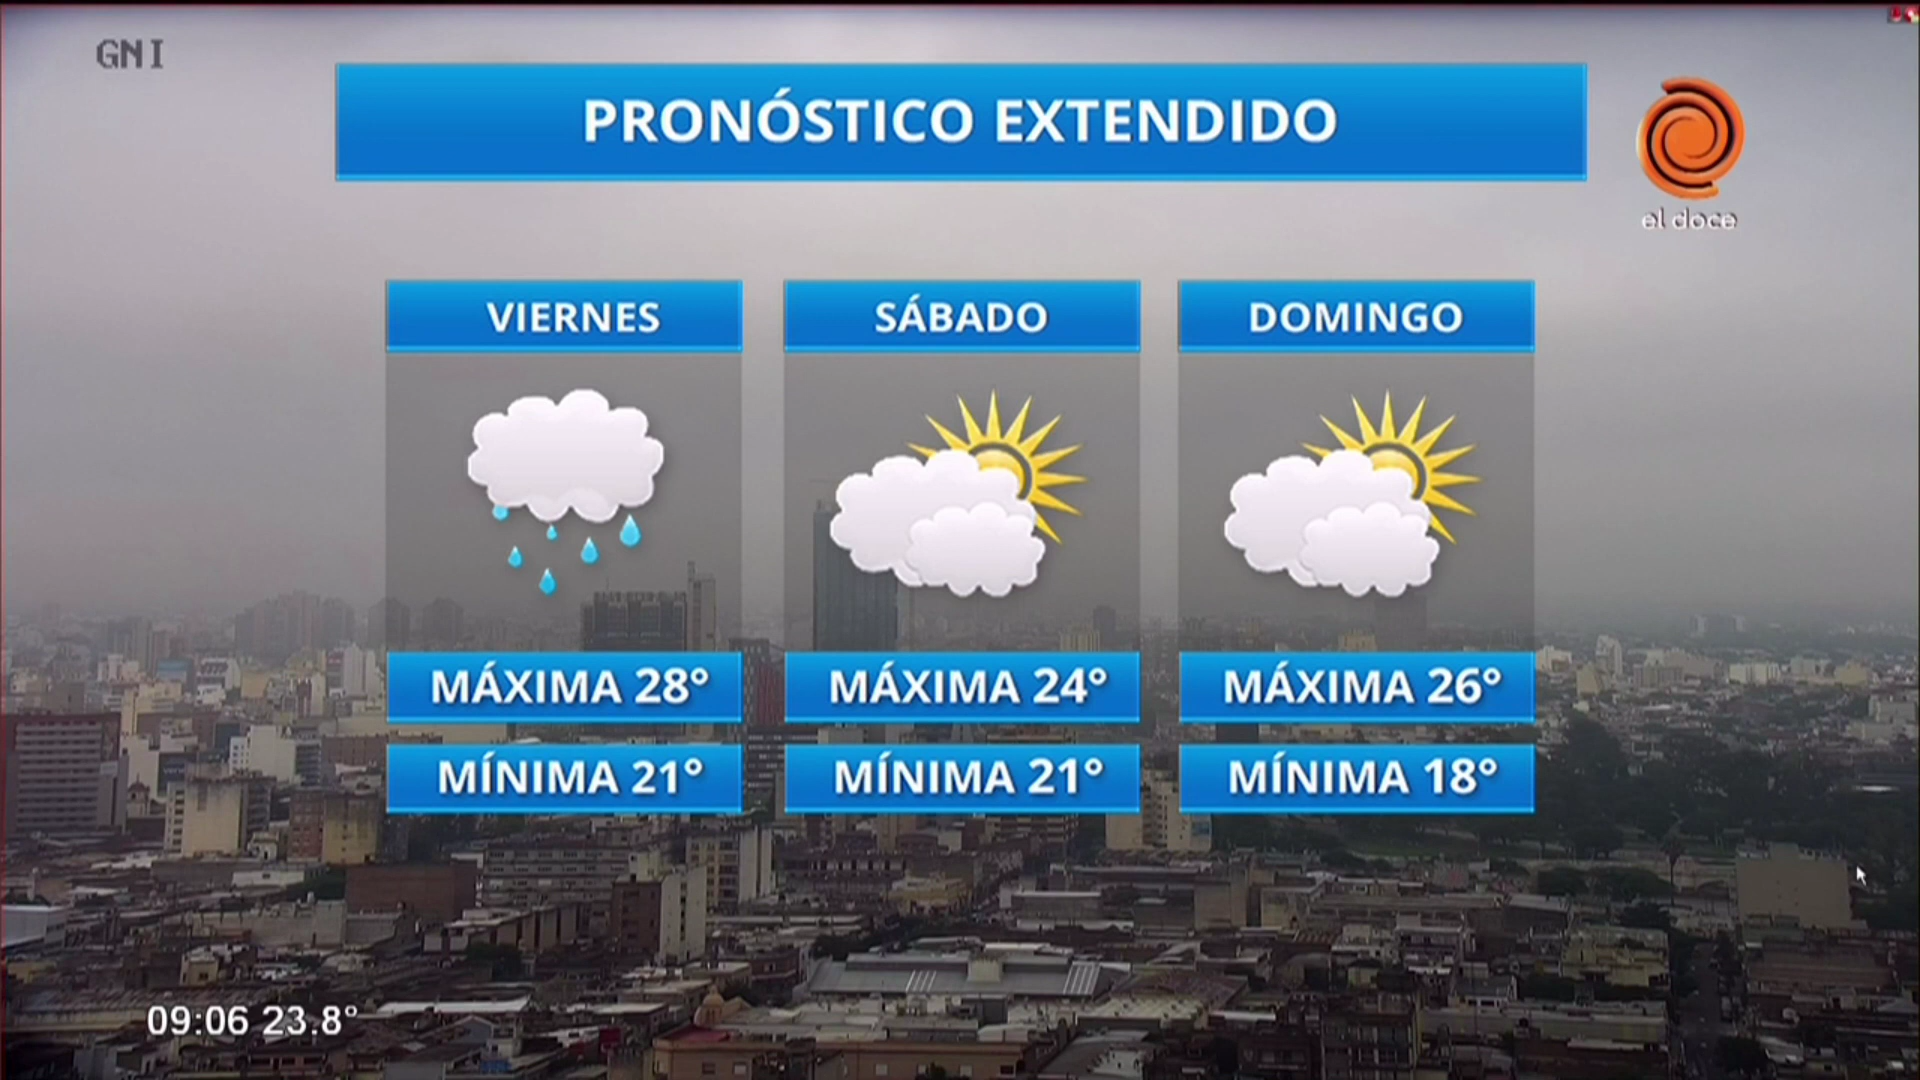 GN I
PRONÓSTICO EXTENDIDO
el doce
VIERNES
SÁBADO
DOMINGO
MÁXIMA 28°
MÁXIMA 24°
MÁXIMA 26°
MÍNIMA 21°
MÍNIMA 21°
MÍNIMA 18°
09:06 23.8°